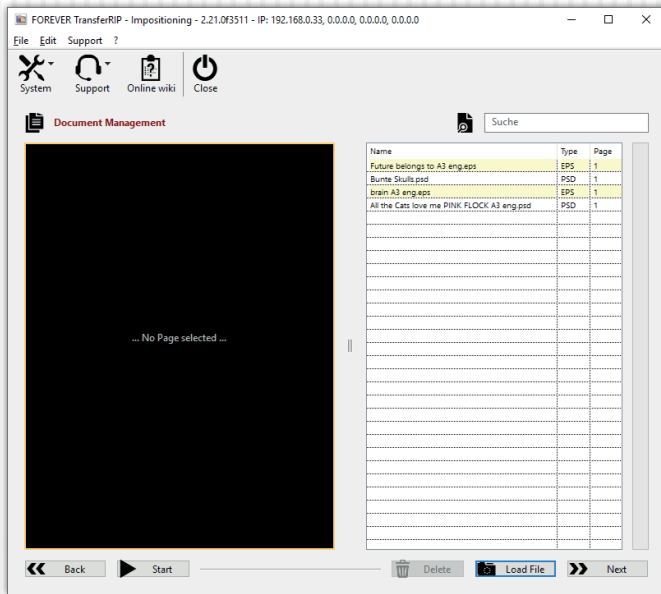 FOREVER TransferRIP - Impositioning - 2.21.0f3511 - IP: 192.168.0.33, 0.0.0.0, 0.0.0.0, 0.0.0.0
File Edit Support ?
System Support Online wiki Close
Document Management
Suche
Name Type Page
Future belongs to A3 eng.eps EPS 1
Bunte Skulls.psd PSD 1
brain A3 eng.eps EPS 1
All the Cats love me PINK FLOCK A3 eng.psd PSD 1
... No Page selected ...
Back Start Delete Load File Next